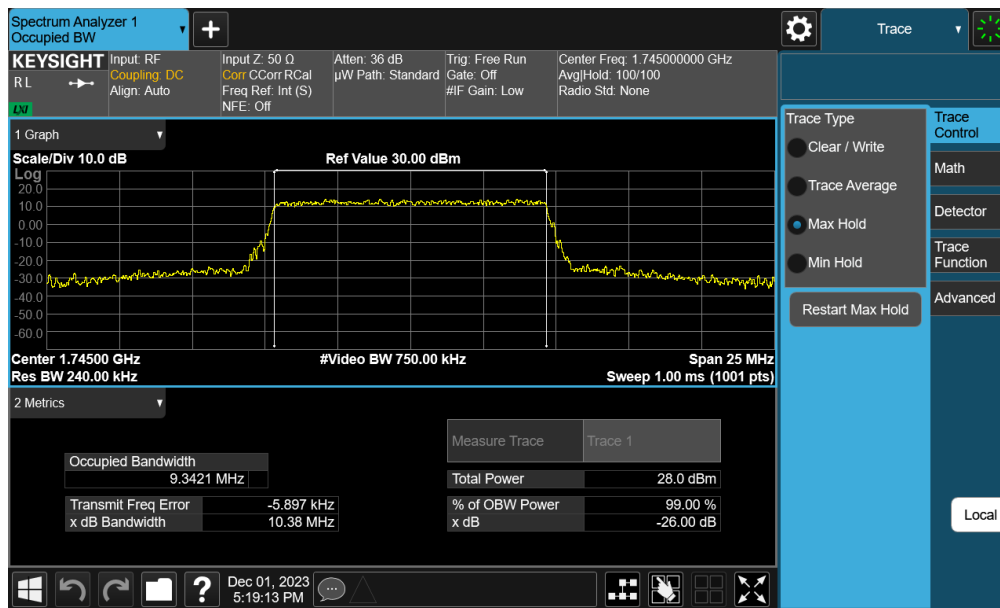 Spectrum Analyzer 1
Occupied BW
Trace
KEYSIGHT
R L
LXI
Input: RF
Coupling: DC
Align: Auto
Input Z: 50 Ω
Corr CCorr RCal
Freq Ref: Int (S)
NFE: Off
Atten: 36 dB
µW Path: Standard
Trig: Free Run
Gate: Off
#IF Gain: Low
Center Freq: 1.745000000 GHz
Avg|Hold: 100/100
Radio Std: None
1 Graph
Scale/Div 10.0 dB
Ref Value 30.00 dBm
Log
20.0
10.0
0.00
-10.0
-20.0
-30.0
-40.0
-50.0
-60.0
Center 1.74500 GHz
#Video BW 750.00 kHz
Span 25 MHz
Res BW 240.00 kHz
Sweep 1.00 ms (1001 pts)
2 Metrics
Measure Trace
Trace 1
Occupied Bandwidth
9.3421 MHz
Total Power
28.0 dBm
Transmit Freq Error
-5.897 kHz
% of OBW Power
99.00 %
x dB Bandwidth
10.38 MHz
x dB
-26.00 dB
Trace Type
Clear / Write
Trace Average
Max Hold
Min Hold
Restart Max Hold
Trace
Control
Math
Detector
Trace
Function
Advanced
Local
?
Dec 01, 2023
5:19:13 PM